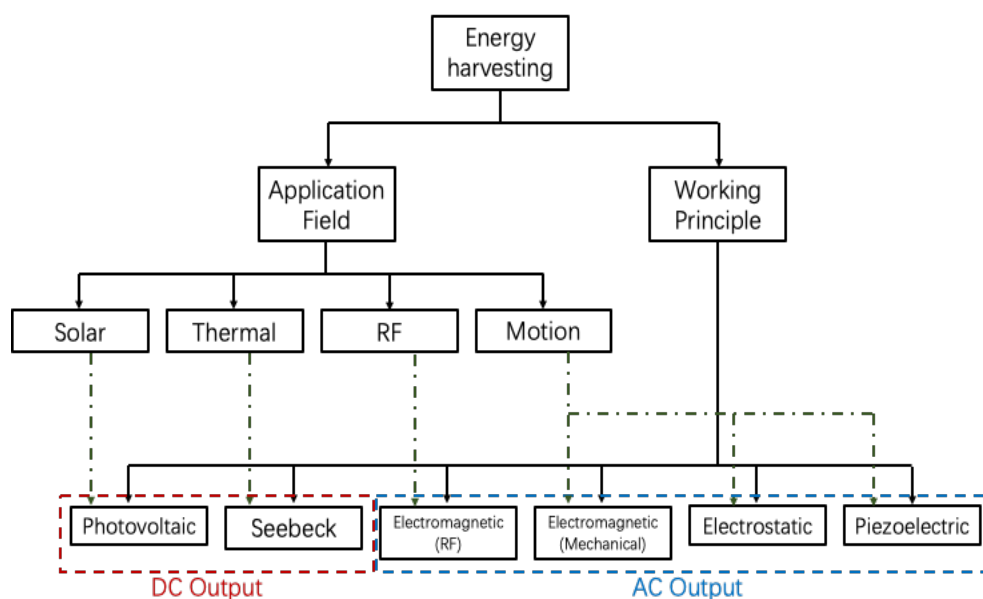 Energy
harvesting
Application
Field
Working
Principle
Solar
Thermal
RF
Motion
Photovoltaic
Seebeck
Electromagnetic
(RF)
Electromagnetic
(Mechanical)
Electrostatic
Piezoelectric
DC Output
AC Output